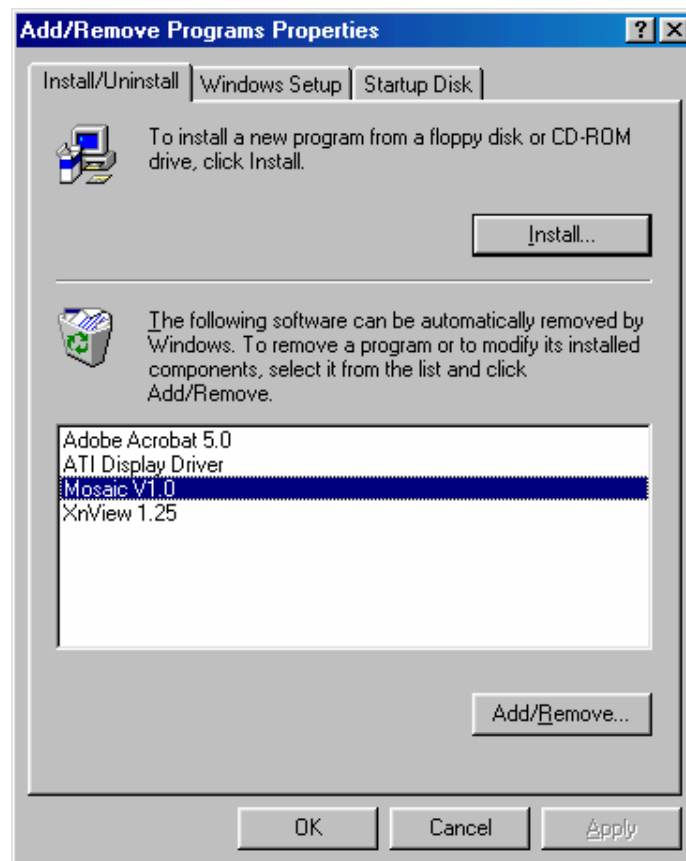 Add/Remove Programs Properties
? X
Install/Uninstall Windows Setup Startup Disk
To install a new program from a floppy disk or CD-ROM
drive, click Install.
Install...
The following software can be automatically removed by
Windows. To remove a program or to modify its installed
components, select it from the list and click
Add/Remove.
Adobe Acrobat 5.0
ATI Display Driver
Mosaic V1.0
XnView 1.25
Add/Remove...
OK Cancel Apply